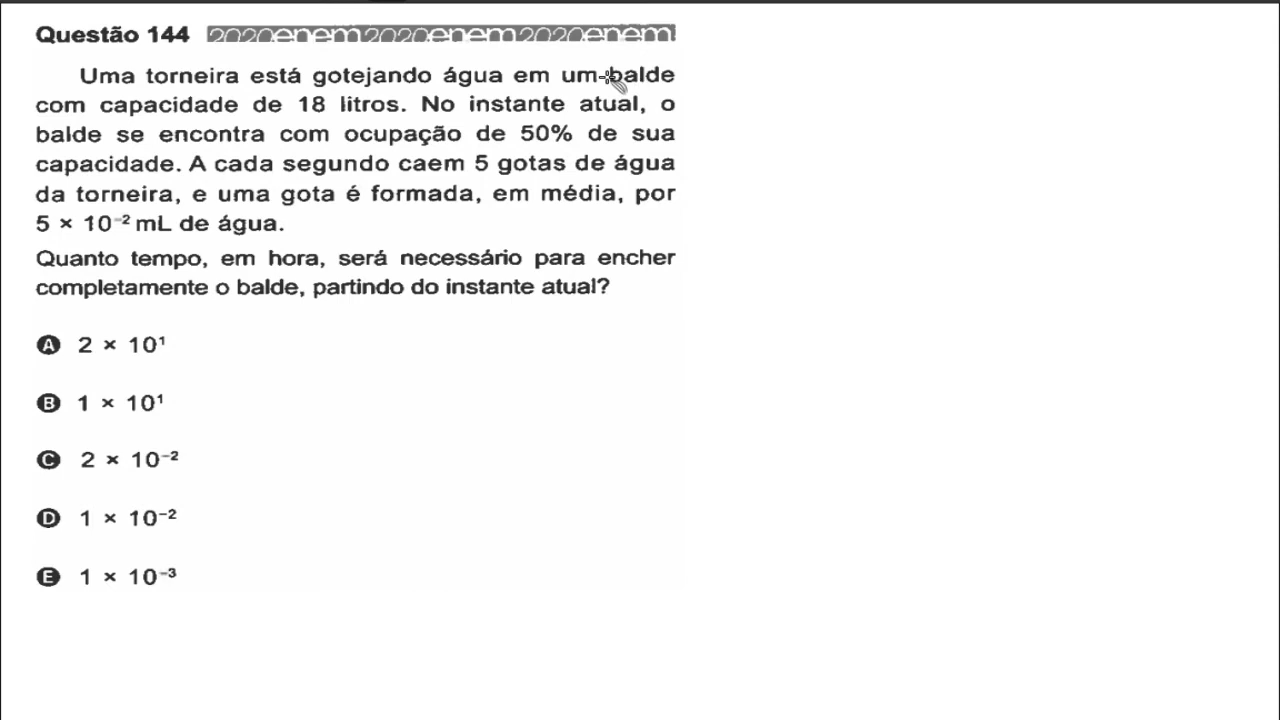 Questão 144 2020enem2020enem2020enem
Uma torneira está gotejando água em um balde
com capacidade de 18 litros. No instante atual, o
balde se encontra com ocupação de 50% de sua
capacidade. A cada segundo caem 5 gotas de água
da torneira, e uma gota é formada, em média, por
5 × 10⁻² mL de água.
Quanto tempo, em hora, será necessário para encher
completamente o balde, partindo do instante atual?
A 2 × 10¹
B 1 × 10¹
C 2 × 10⁻²
D 1 × 10⁻²
E 1 × 10⁻³